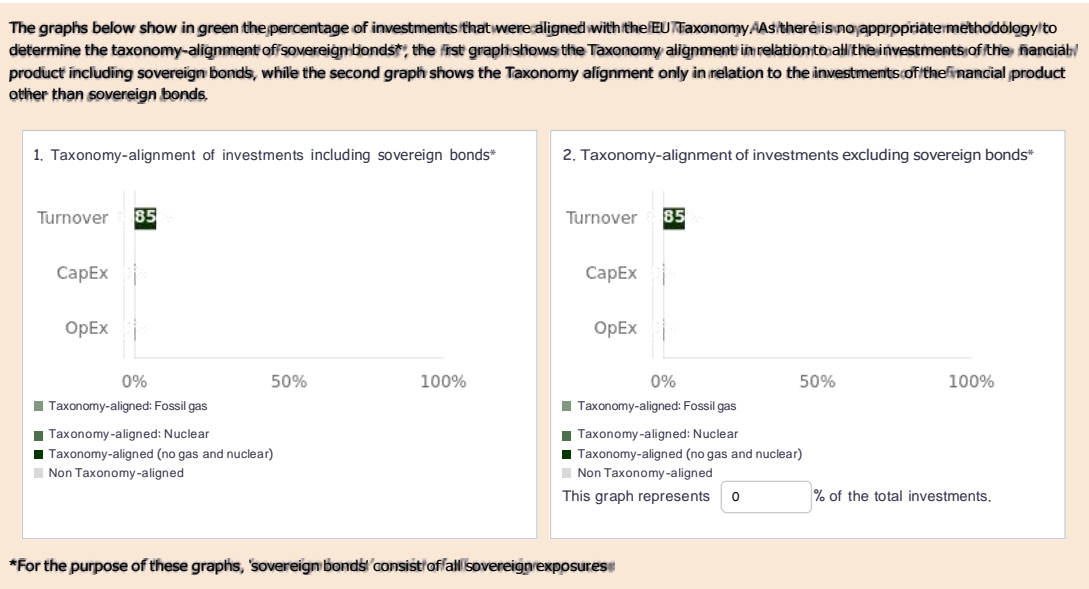 The graphs below show in green the percentage of investments that were aligned with the EU Taxonomy. As there is no appropriate methodology to
determine the taxonomy-alignment of sovereign bonds*, the first graph shows the Taxonomy alignment in relation to all the investments of the financial
product including sovereign bonds, while the second graph shows the Taxonomy alignment only in relation to the investments of the financial product
other than sovereign bonds.
1. Taxonomy-alignment of investments including sovereign bonds*
Turnover 85
CapEx
OpEx
0% 50% 100%
Taxonomy-aligned: Fossil gas
Taxonomy-aligned: Nuclear
Taxonomy-aligned (no gas and nuclear)
Non Taxonomy-aligned
2. Taxonomy-alignment of investments excluding sovereign bonds*
Turnover 85
CapEx
OpEx
0% 50% 100%
Taxonomy-aligned: Fossil gas
Taxonomy-aligned: Nuclear
Taxonomy-aligned (no gas and nuclear)
Non Taxonomy-aligned
This graph represents 0 % of the total investments.
*For the purpose of these graphs, 'sovereign bonds' consist of all sovereign exposures